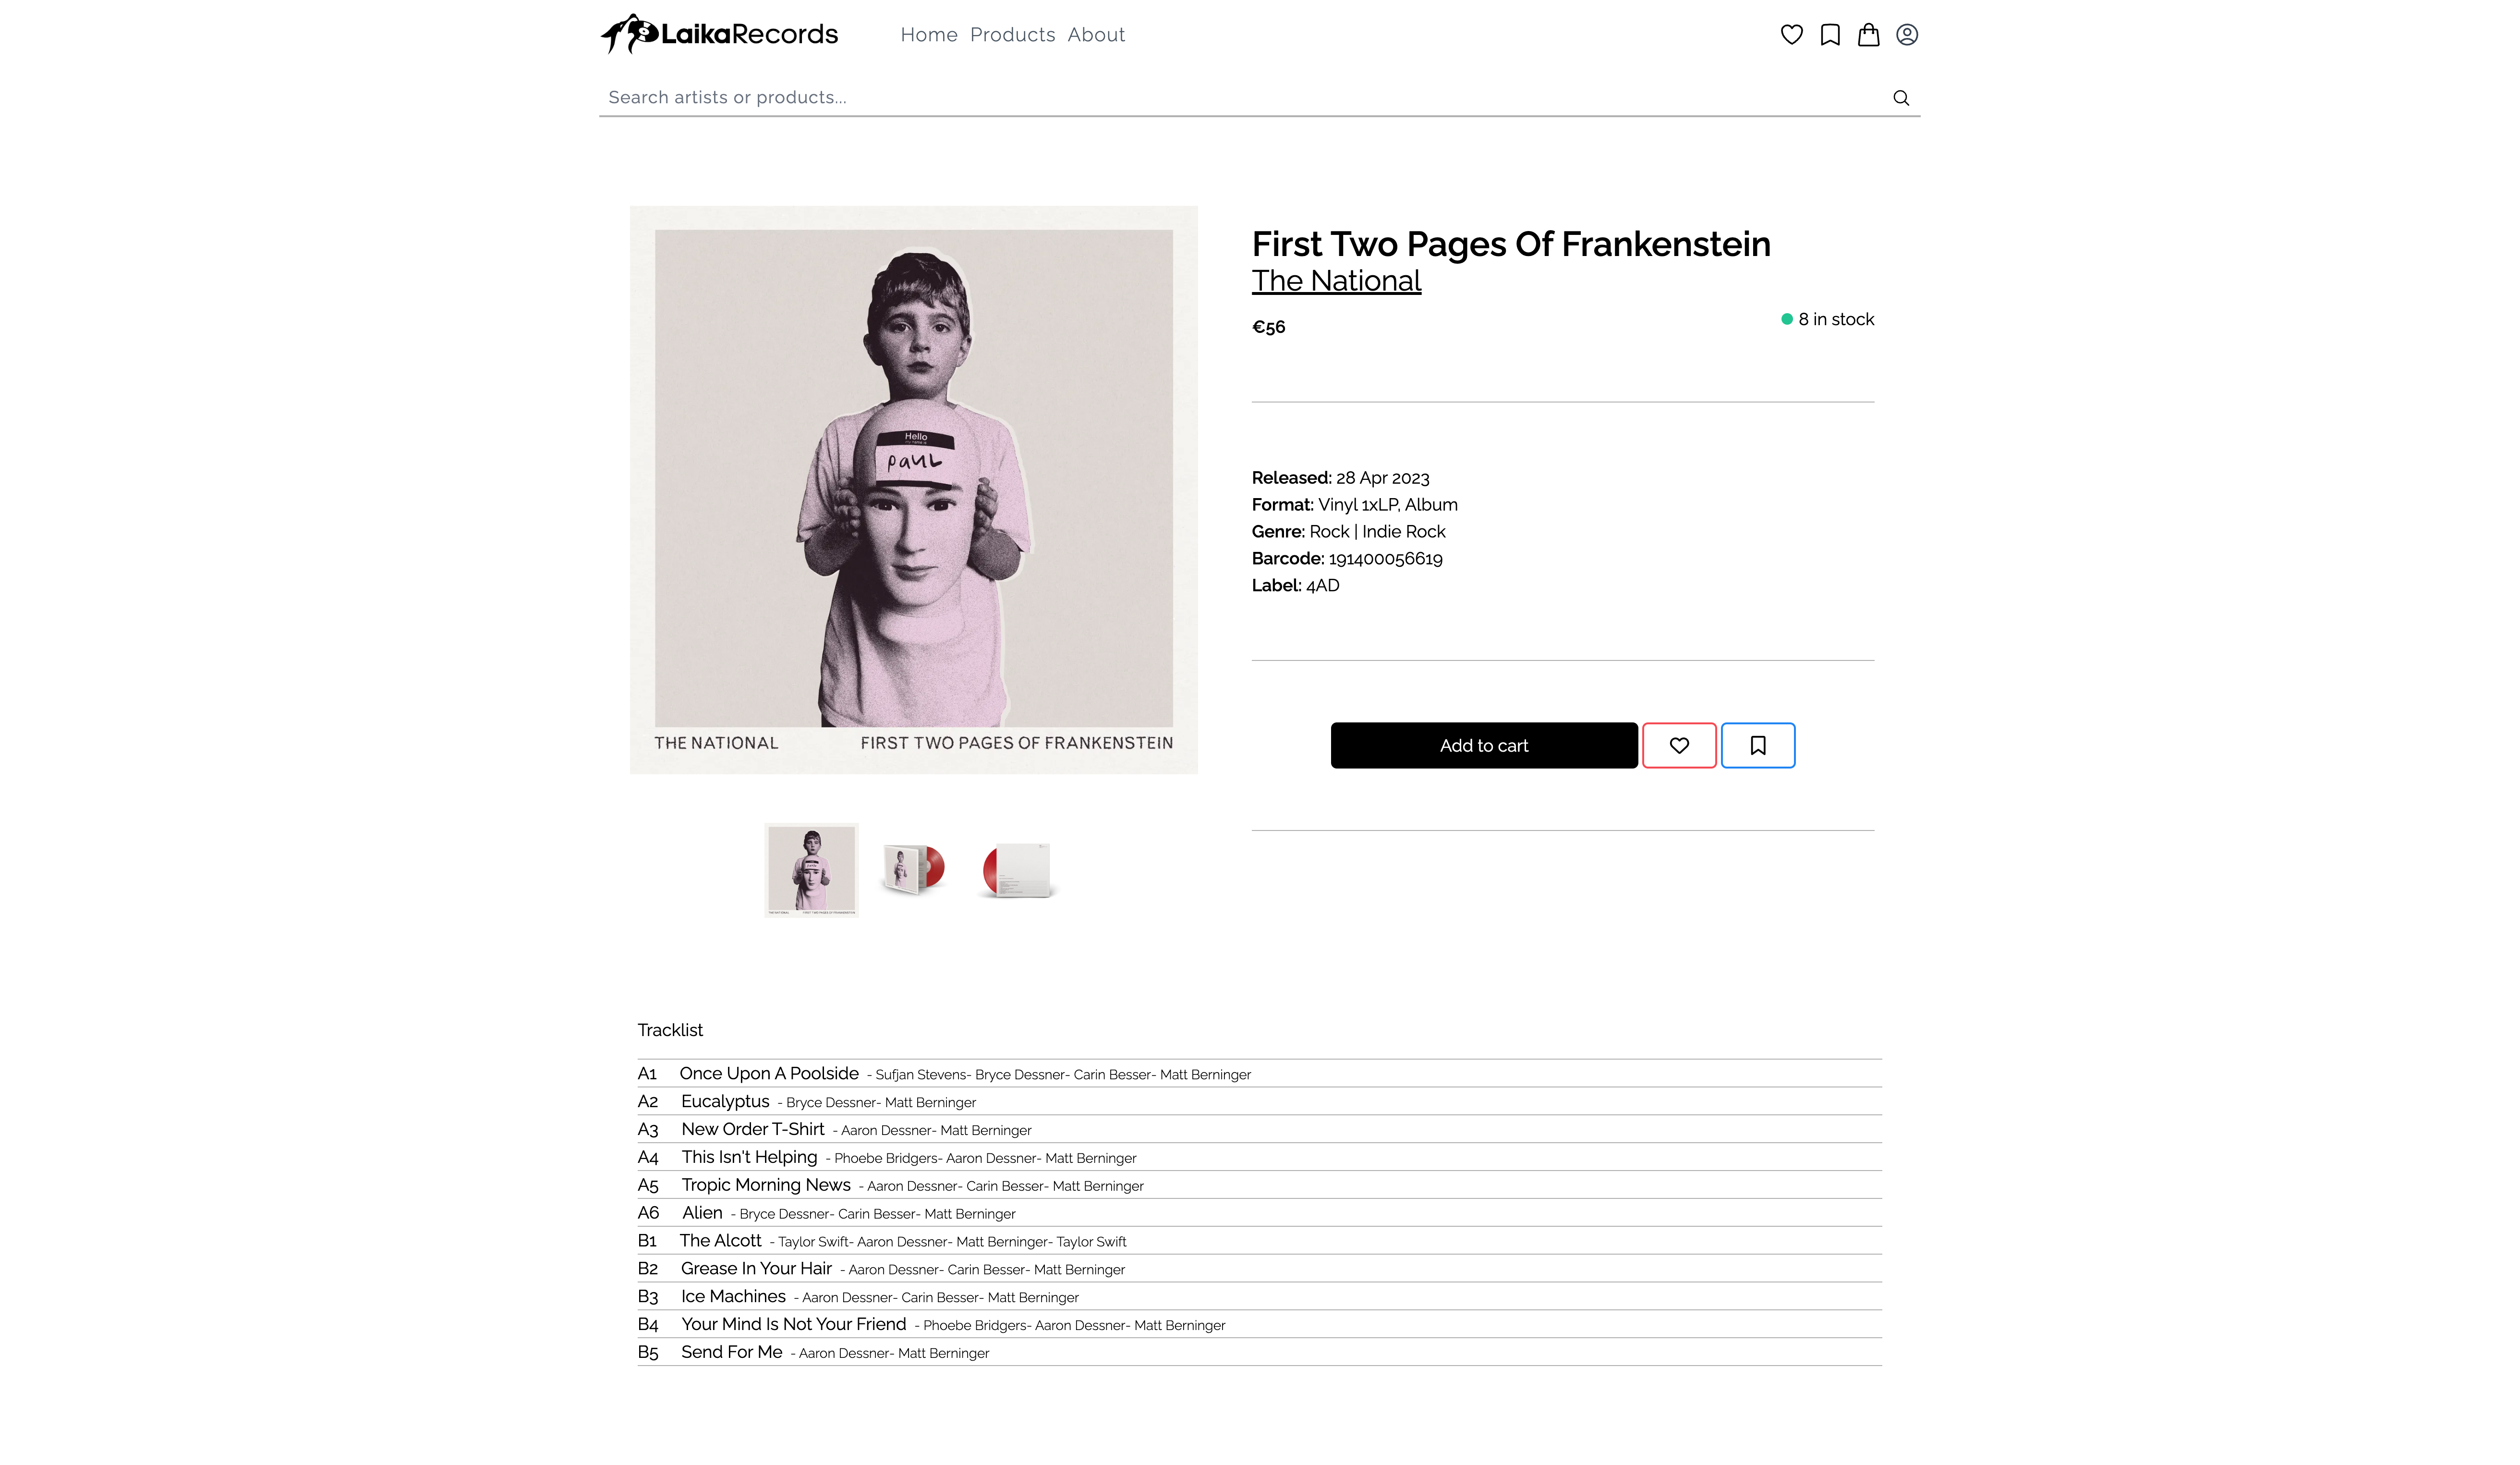 LaikaRecords
Home Products About
Search artists or products...
First Two Pages Of Frankenstein
The National
€56
8 in stock
Hello
paul
THE NATIONAL FIRST TWO PAGES OF FRANKENSTEIN
Released: 28 Apr 2023
Format: Vinyl 1xLP, Album
Genre: Rock | Indie Rock
Barcode: 191400056619
Label: 4AD
Add to cart
Tracklist
A1 Once Upon A Poolside - Sufjan Stevens- Bryce Dessner- Carin Besser- Matt Berninger
A2 Eucalyptus - Bryce Dessner- Matt Berninger
A3 New Order T-Shirt - Aaron Dessner- Matt Berninger
A4 This Isn't Helping - Phoebe Bridgers- Aaron Dessner- Matt Berninger
A5 Tropic Morning News - Aaron Dessner- Carin Besser- Matt Berninger
A6 Alien - Bryce Dessner- Carin Besser- Matt Berninger
B1 The Alcott - Taylor Swift- Aaron Dessner- Matt Berninger- Taylor Swift
B2 Grease In Your Hair - Aaron Dessner- Carin Besser- Matt Berninger
B3 Ice Machines - Aaron Dessner- Carin Besser- Matt Berninger
B4 Your Mind Is Not Your Friend - Phoebe Bridgers- Aaron Dessner- Matt Berninger
B5 Send For Me - Aaron Dessner- Matt Berninger